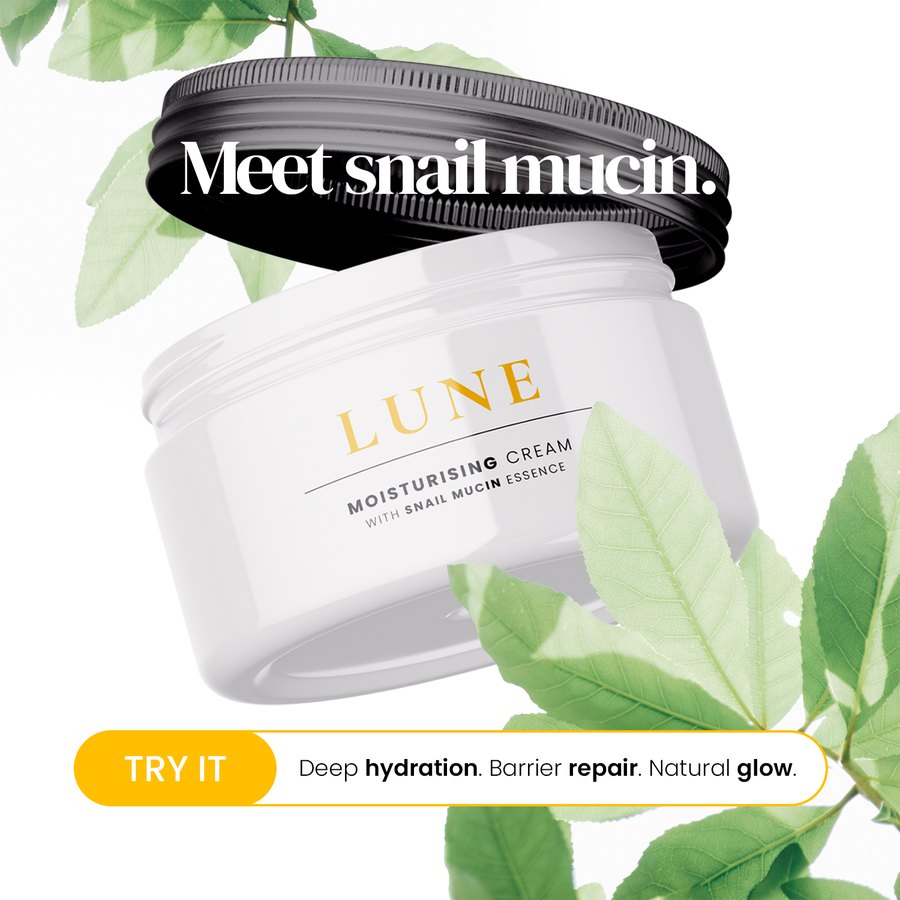 Meet snail mucin.
LUNE
MOISTURISING CREAM
WITH SNAIL MUCIN ESSENCE
TRY IT
Deep hydration. Barrier repair. Natural glow.